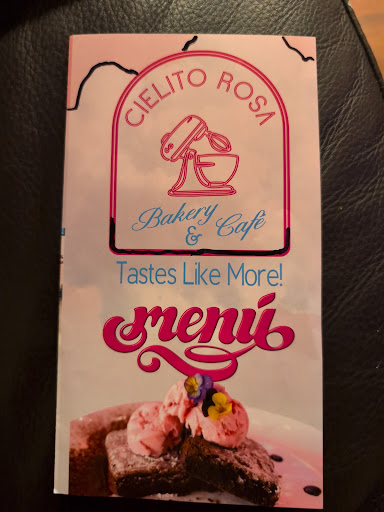 CIELITO ROSA
Bakery
& Café
Tastes Like More!
menú